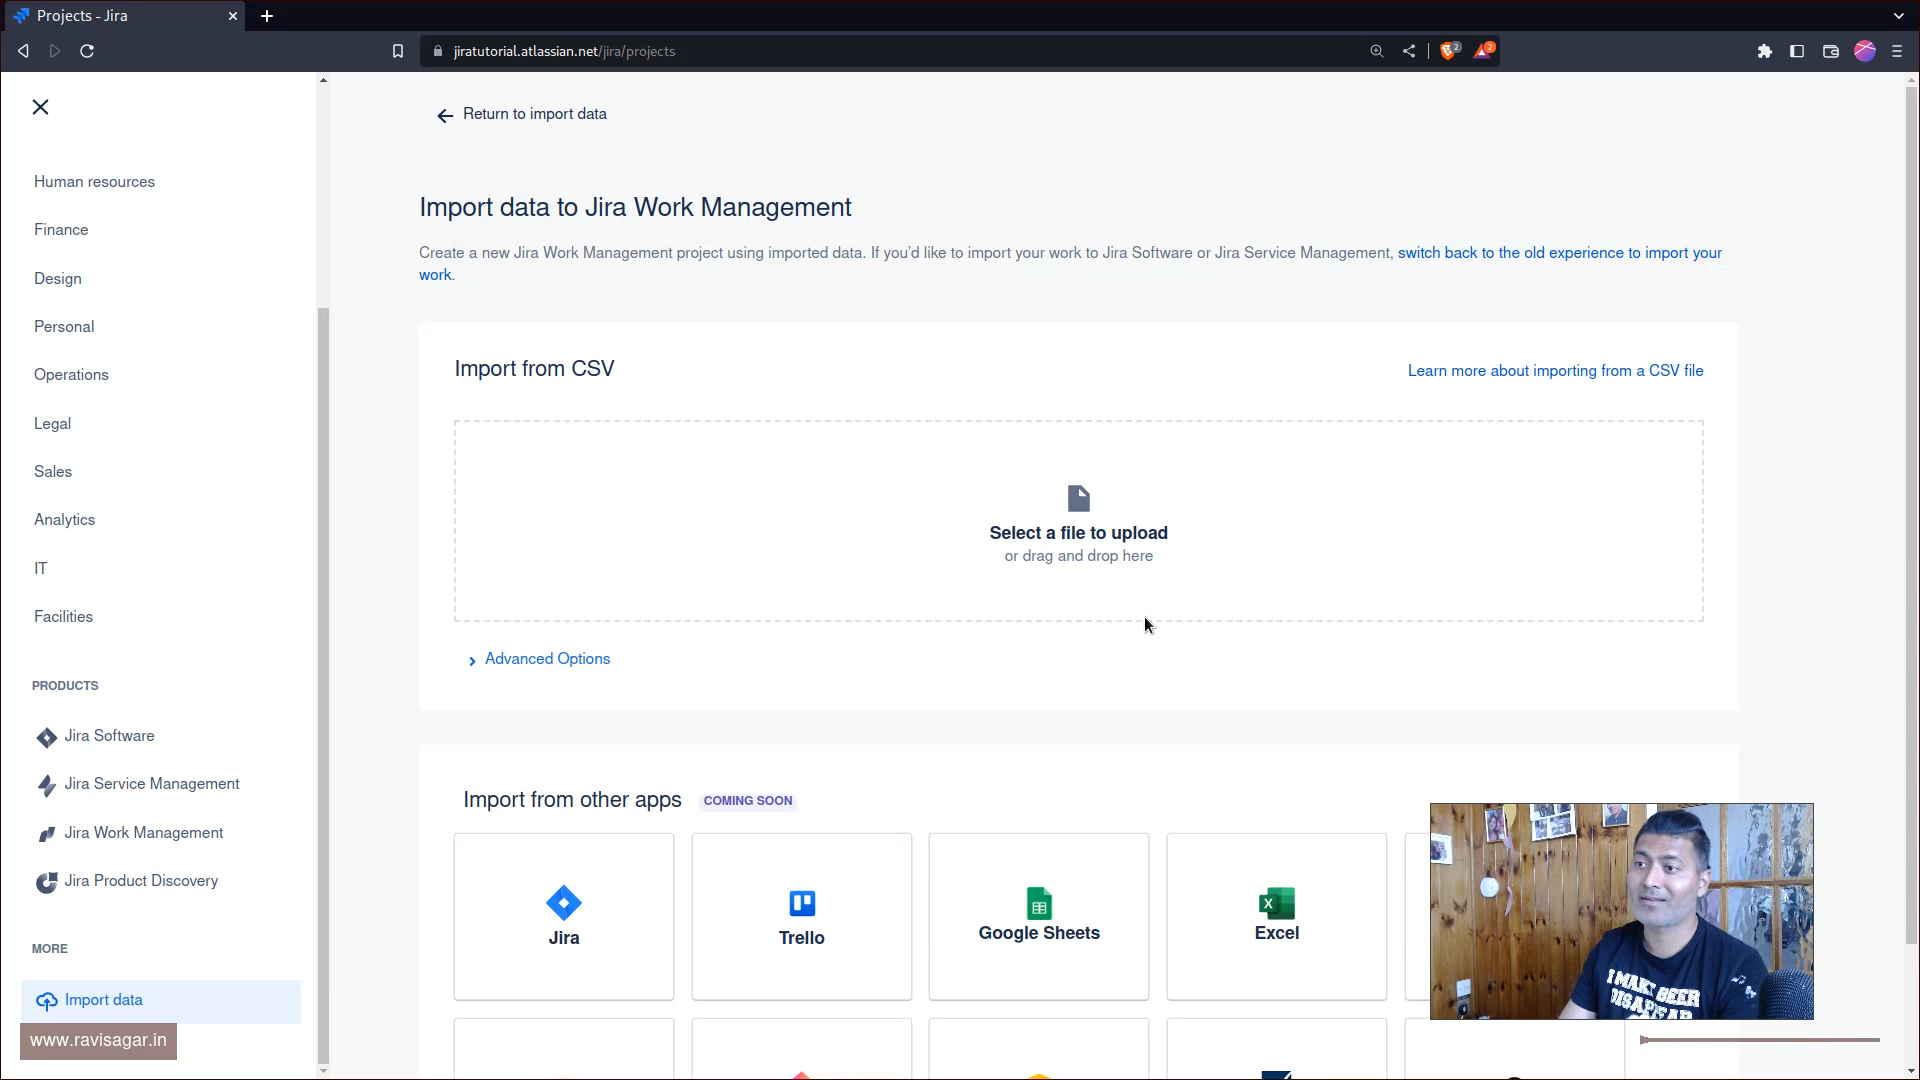 Projects - Jira
jiratutorial.atlassian.net/jira/projects
2
2
Return to import data
Human resources
Finance
Design
Personal
Operations
Legal
Sales
Analytics
IT
Facilities
PRODUCTS
Jira Software
Jira Service Management
Jira Work Management
Jira Product Discovery
MORE
Import data
www.ravisagar.in
Import data to Jira Work Management
Create a new Jira Work Management project using imported data. If you'd like to import your work to Jira Software or Jira Service Management, switch back to the old experience to import your
work.
Import from CSV
Learn more about importing from a CSV file
Select a file to upload
or drag and drop here
Advanced Options
Import from other apps COMING SOON
Jira
Trello
Google Sheets
Excel
I MAKE BEER
DISAPPEAR